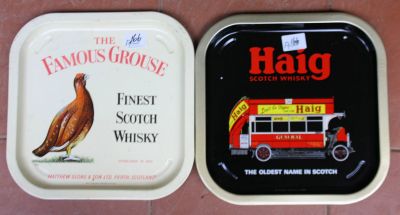 THE
FAMOUS GROUSE
FINEST
SCOTCH
WHISKY
MATTHEW GLOAG & SON LTD. PERTH, SCOTLAND
Haig
SCOTCH WHISKY
Haig
GENERAL
THE OLDEST NAME IN SCOTCH